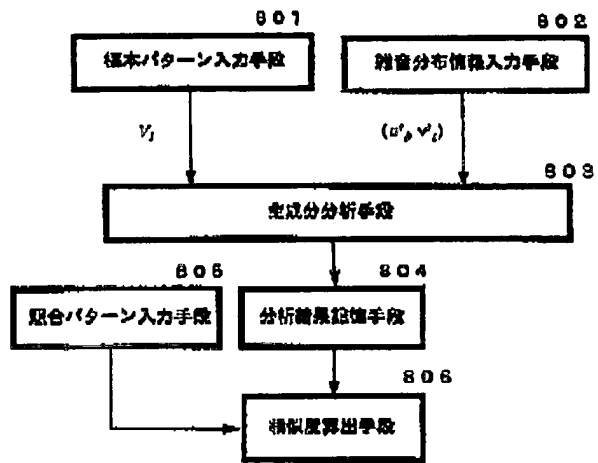 801
標本パターン入力手段
802
雑音分布情報入力手段
803
主成分分析手段
804
分析結果記憶手段
805
照合パターン入力手段
806
類似度算出手段